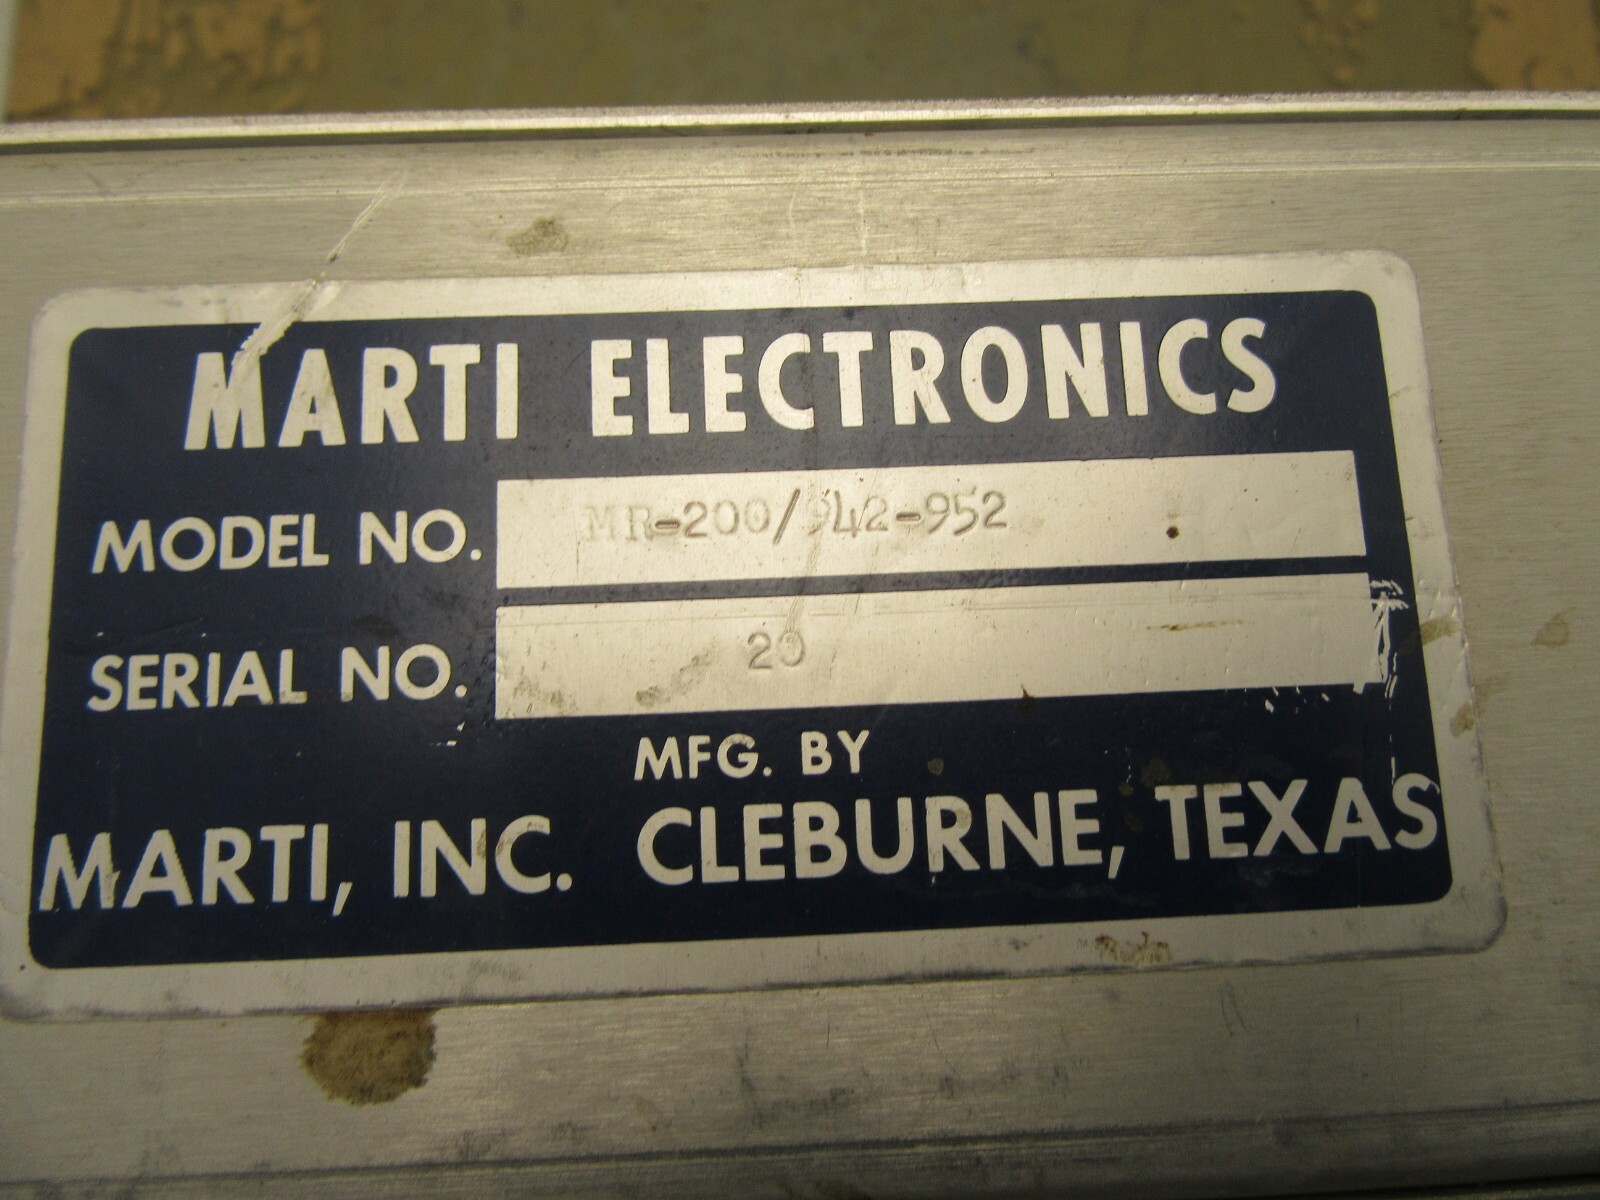 MARTI ELECTRONICS
MODEL NO. MR-200/942-952
SERIAL NO. 20
MFG. BY
MARTI, INC. CLEBURNE, TEXAS